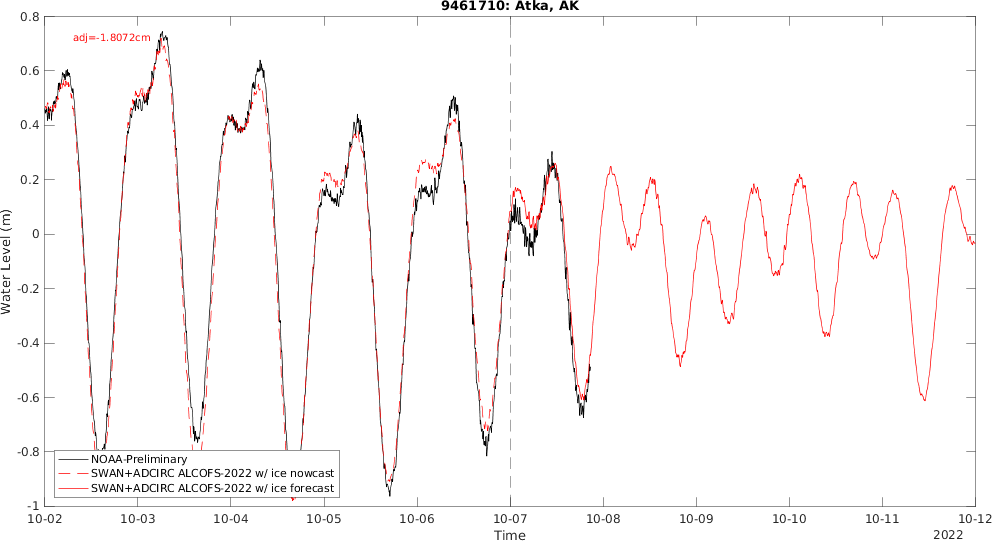 9461710: Atka, AK
adj=-1.8072cm
0.8
0.6
0.4
0.2
0
-0.2
-0.4
-0.6
-0.8
-1
Water Level (m)
NOAA-Preliminary
SWAN+ADCIRC ALCOFS-2022 w/ ice nowcast
SWAN+ADCIRC ALCOFS-2022 w/ ice forecast
10-02 10-03 10-04 10-05 10-06 10-07 10-08 10-09 10-10 10-11 10-12
Time
2022